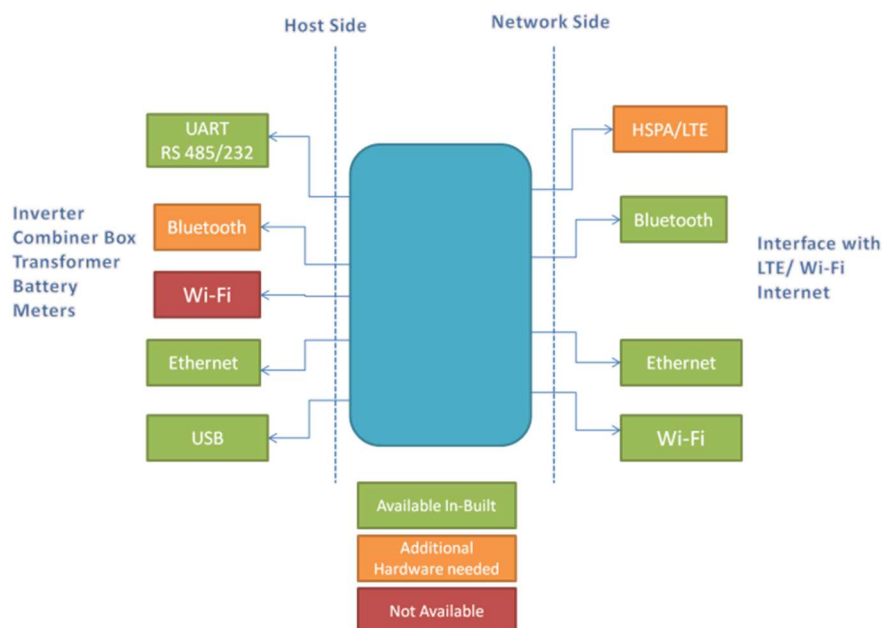 Host Side
Network Side
UART
RS 485/232
HSPA/LTE
Inverter
Combiner Box
Transformer
Battery
Meters
Bluetooth
Wi-Fi
Ethernet
USB
Bluetooth
Ethernet
Wi-Fi
Interface with
LTE/ Wi-Fi
Internet
Available In-Built
Additional
Hardware needed
Not Available